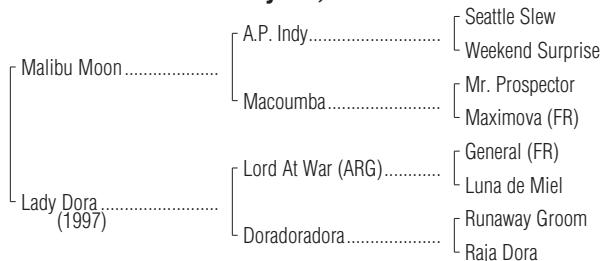 Seattle Slew
A.P. Indy
Weekend Surprise
Malibu Moon
Mr. Prospector
Macoumba
Maximova (FR)
General (FR)
Lord At War (ARG)
Luna de Miel
Lady Dora
(1997)
Runaway Groom
Doradoradora
Raja Dora